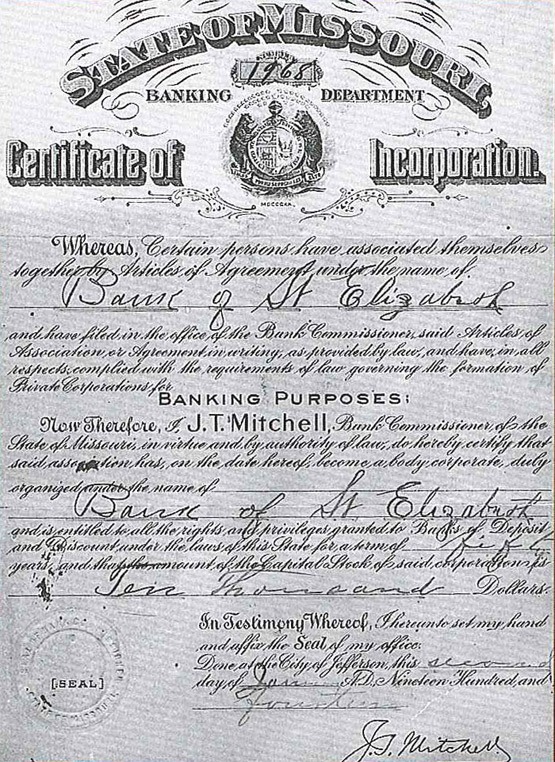 STATE OF MISSOURI,
NUMBER
1968
BANKING DEPARTMENT
Certificate of Incorporation.
MDCCCXX.
Whereas, Certain persons have associated themselves
together by Articles of Agreement under the name of
Bank of St Elizabeth
and have filed in the office of the Bank Commissioner, said Articles of
Association or Agreement in writing, as provided by law, and have, in all
respects, complied with the requirements of law governing the formation of
Private Corporations for
BANKING PURPOSES:
Now Therefore, I, J.T. Mitchell, Bank Commissioner of the
State of Missouri, in virtue and by authority of law, do hereby certify that
said association has, on the date hereof, become a body corporate, duly
organized under the name of
Bank of St Elizabeth
and is entitled to all the rights and privileges granted to Banks of Deposit
and Discount under the laws of this State for a term of fifty
years, and that the amount of the Capital Stock of said corporation is
Ten Thousand Dollars.
In Testimony Whereof, I hereunto set my hand
and affix the Seal of my office.
Done at the City of Jefferson, this second
day of A.D. Nineteen Hundred and
fourteen
[SEAL]
J.T. Mitchell